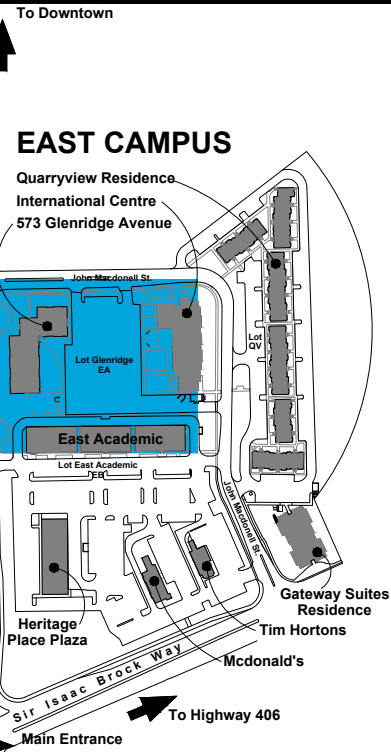 To Downtown
EAST CAMPUS
Quarryview Residence
International Centre
573 Glenridge Avenue
John Macdonell St.
Lot
QV
Lot Glenridge
EA
East Academic
Lot East Academic
EB
John Macdonell St.
Gateway Suites
Residence
Heritage
Place Plaza
Tim Hortons
Mcdonald's
Sir Isaac Brock Way
To Highway 406
Main Entrance